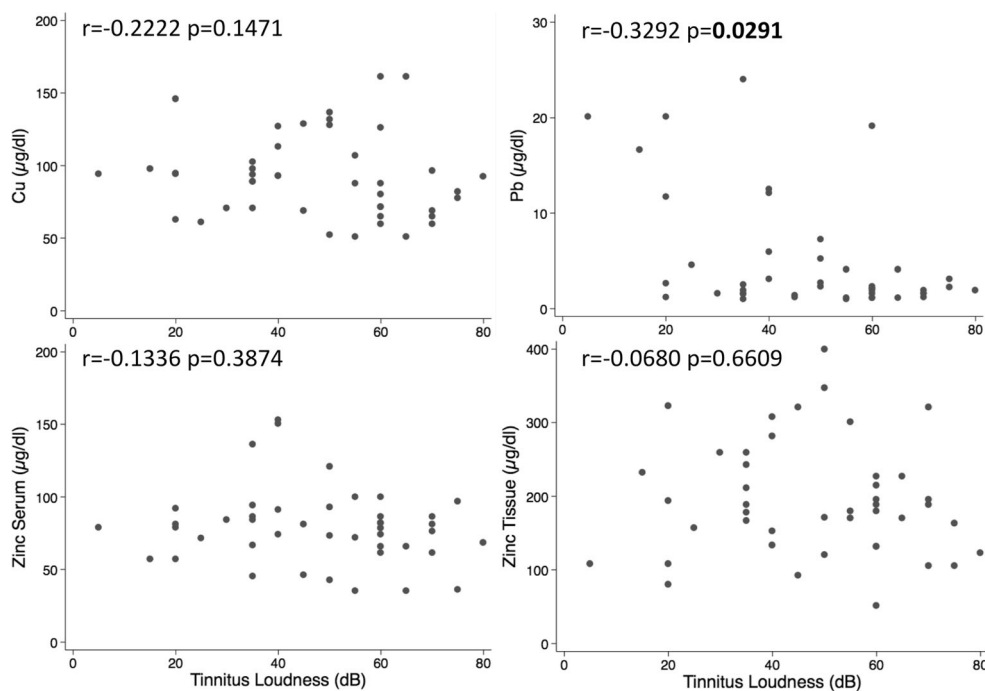 r=-0.2222 p=0.1471
200
150
100
50
0
Cu (µg/dl)
0 20 40 60 80
r=-0.3292 p=0.0291
30
20
10
0
Pb (µg/dl)
0 20 40 60 80
r=-0.1336 p=0.3874
200
150
100
50
0
Zinc Serum (µg/dl)
0 20 40 60 80
Tinnitus Loudness (dB)
r=-0.0680 p=0.6609
400
300
200
100
0
Zinc Tissue (µg/dl)
0 20 40 60 80
Tinnitus Loudness (dB)